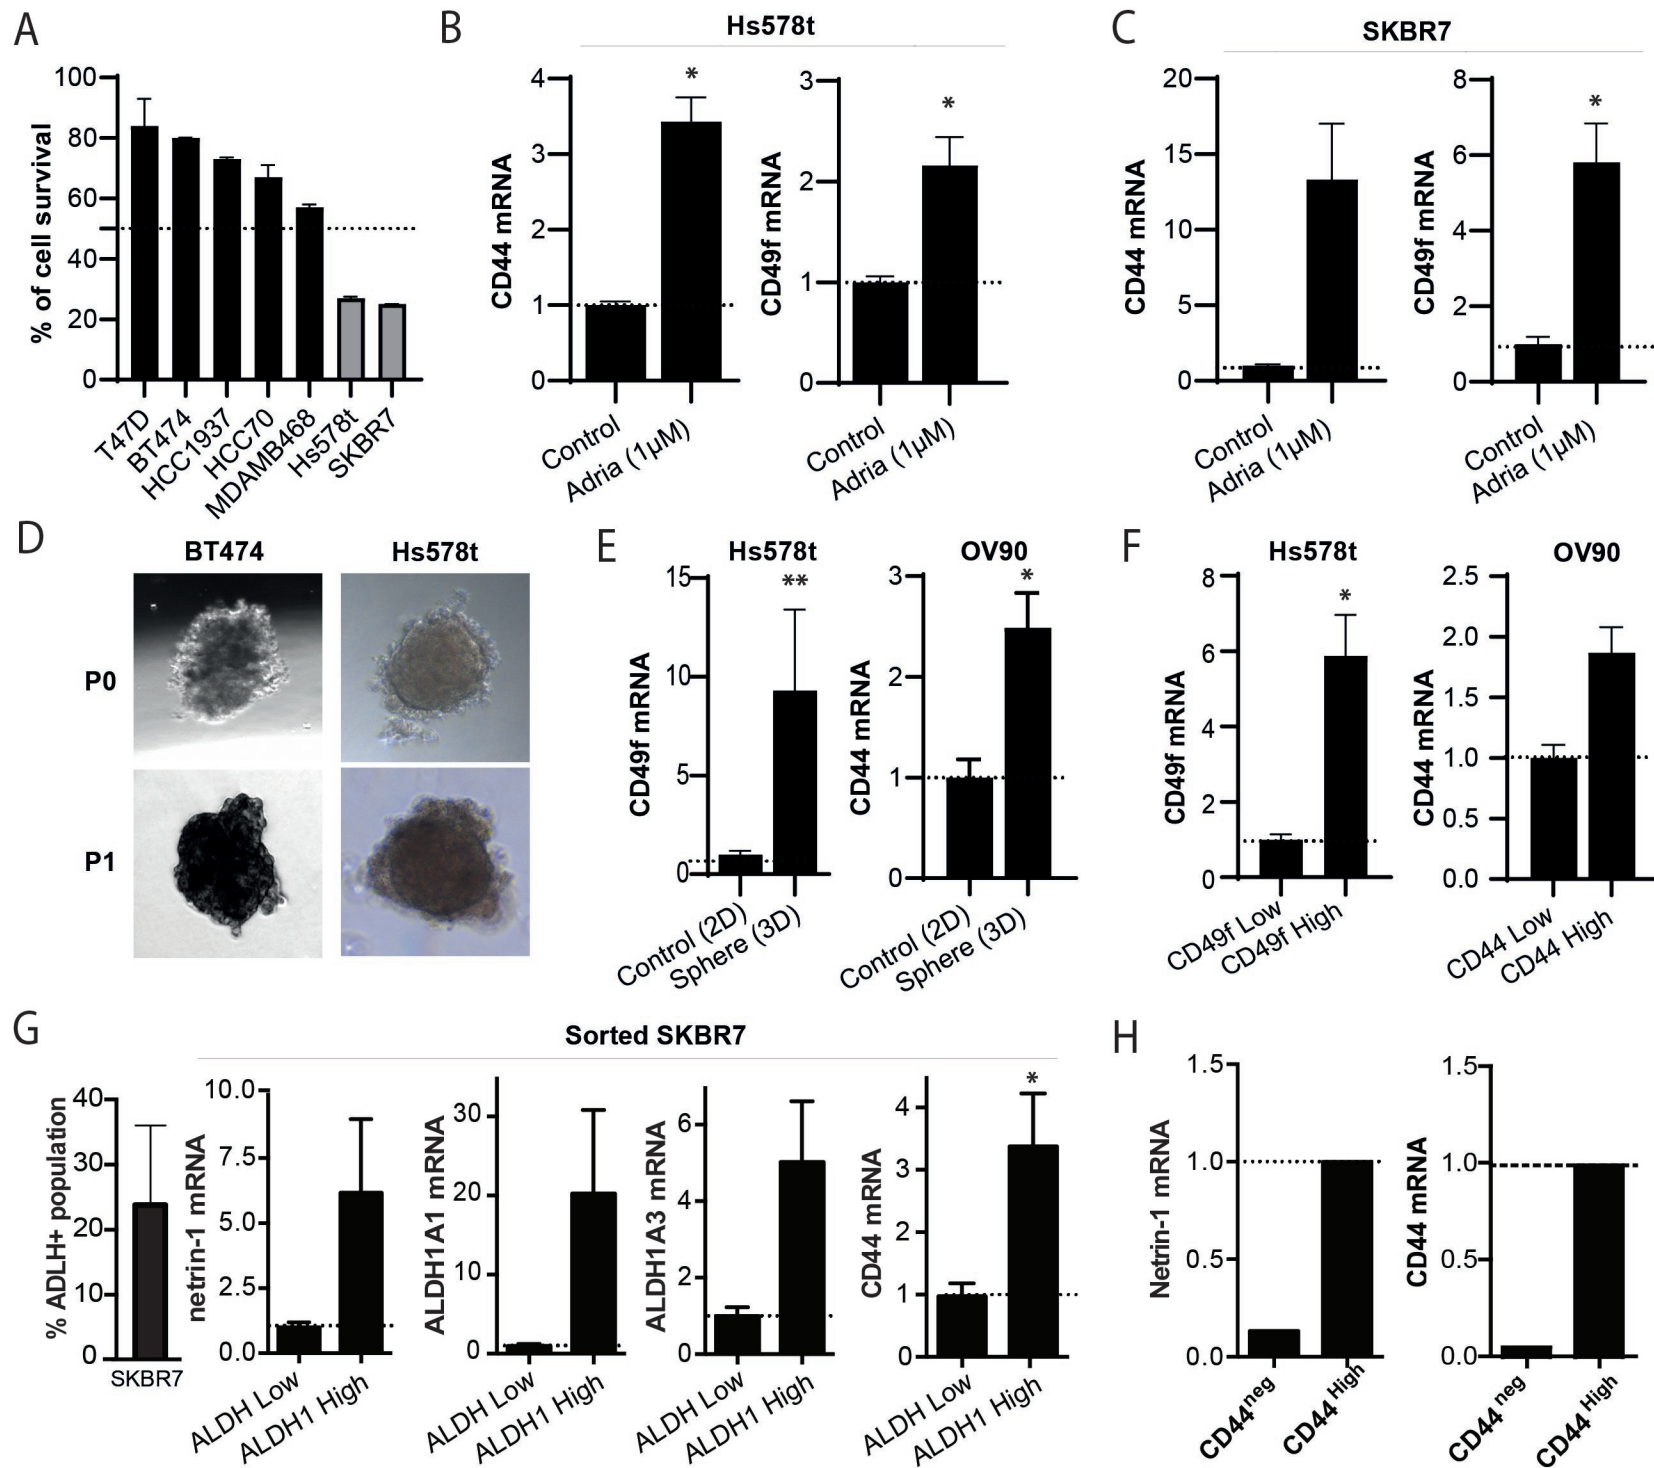 A
% of cell survival
100
80
60
40
20
0
T47D
BT474
HCC1937
HCC70
MDAMB468
Hs578t
SKBR7
B
Hs578t
CD44 mRNA
4
3
2
1
0
*
Control
Adria (1µM)
CD49f mRNA
3
2
1
0
*
Control
Adria (1µM)
C
SKBR7
CD44 mRNA
20
15
10
5
0
Control
Adria (1µM)
CD49f mRNA
8
6
4
2
0
*
Control
Adria (1µM)
D
BT474
Hs578t
P0
P1
E
Hs578t
CD49f mRNA
15
10
5
0
**
Control (2D)
Sphere (3D)
OV90
CD44 mRNA
3
2
1
0
*
Control (2D)
Sphere (3D)
F
Hs578t
CD49f mRNA
8
6
4
2
0
*
CD49f Low
CD49f High
OV90
CD44 mRNA
2.5
2.0
1.5
1.0
0.5
0.0
CD44 Low
CD44 High
G
Sorted SKBR7
% ADLH+ population
40
30
20
10
0
SKBR7
netrin-1 mRNA
10.0
7.5
5.0
2.5
0.0
ALDH Low
ALDH1 High
ALDH1A1 mRNA
30
20
10
0
ALDH Low
ALDH1 High
ALDH1A3 mRNA
6
4
2
0
ALDH Low
ALDH1 High
CD44 mRNA
4
3
2
1
0
*
ALDH Low
ALDH1 High
H
Netrin-1 mRNA
1.5
1.0
0.5
0.0
CD44neg
CD44High
CD44 mRNA
1.5
1.0
0.5
0.0
CD44neg
CD44High